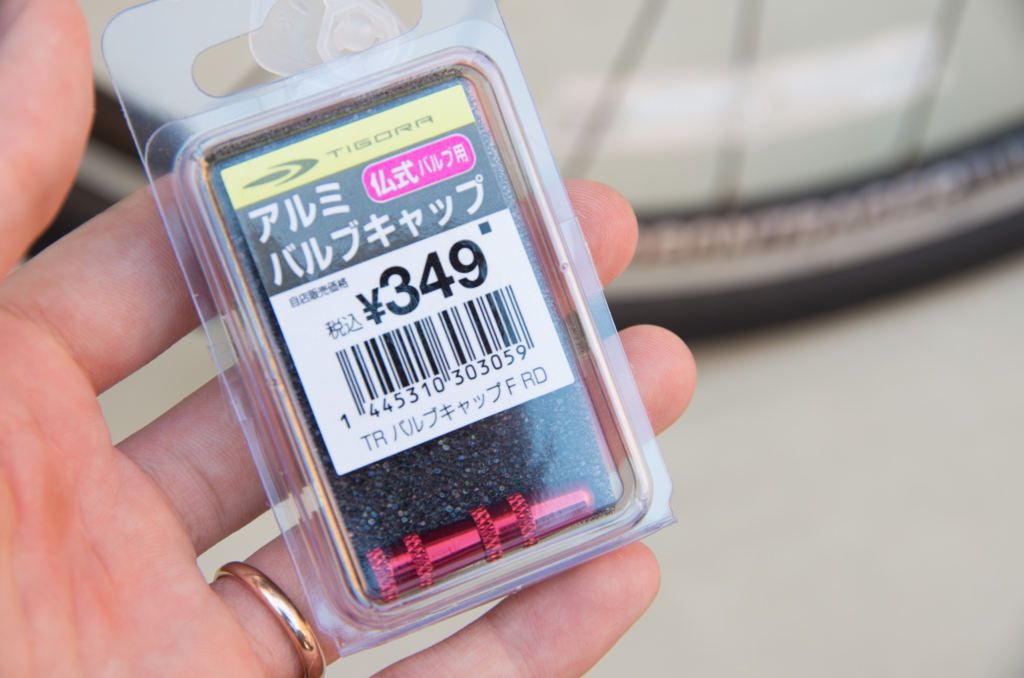 TIGORA
仏式バルブ用
アルミ
バルブキャップ
自店販売価格
税込 ¥349
1 445310 303059
TR バルブキャップF RD